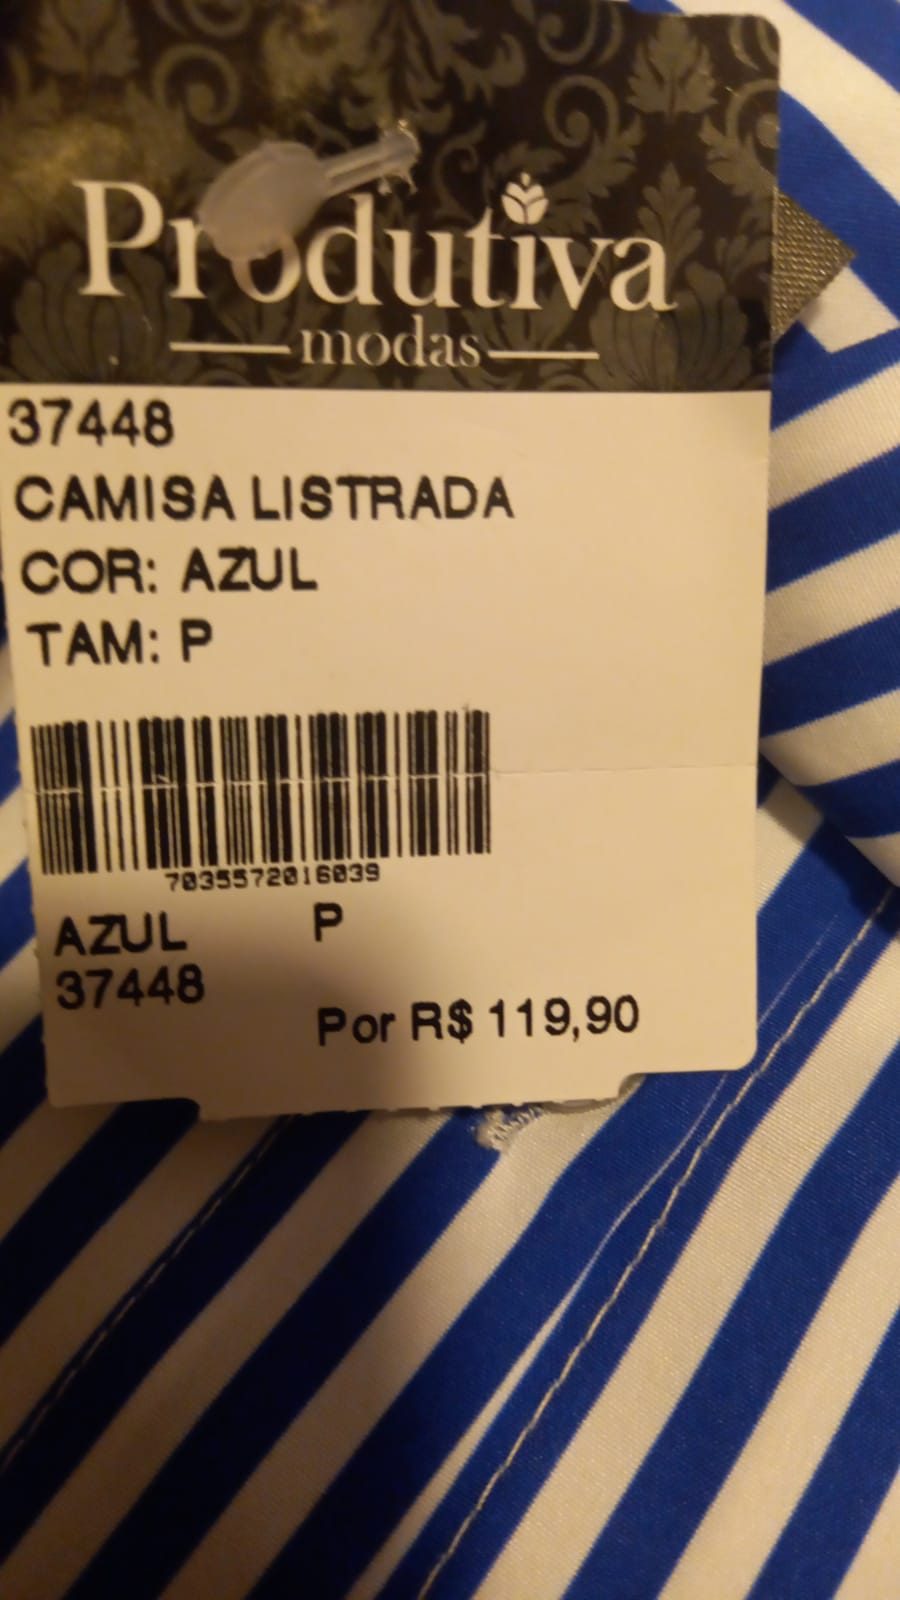 Produtiva
modas
37448
CAMISA LISTRADA
COR: AZUL
TAM: P
7035572016039
AZUL P
37448
Por R$ 119,90